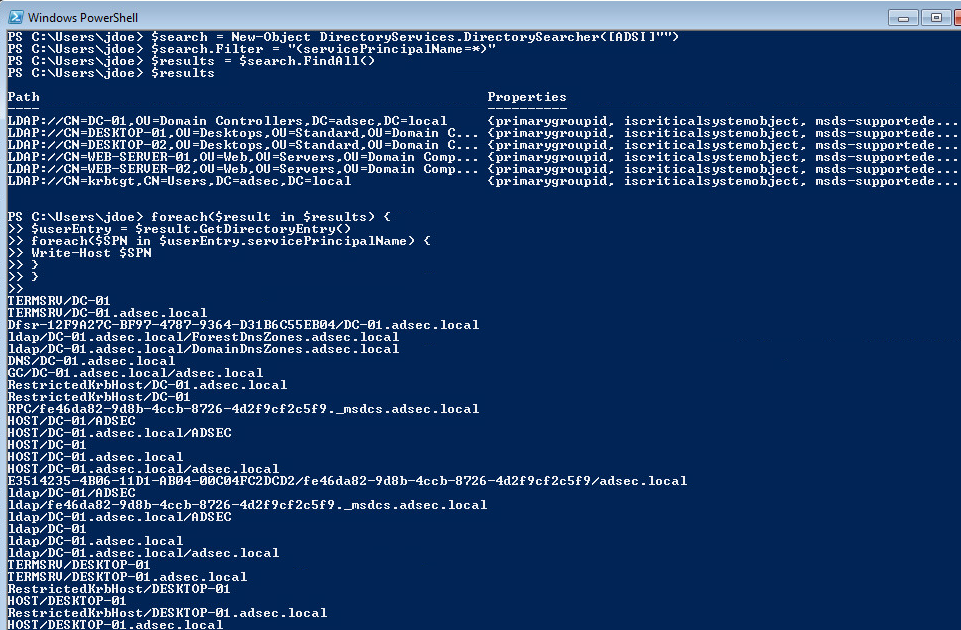 Windows PowerShell
PS C:\Users\jdoe> $search = New-Object DirectoryServices.DirectorySearcher([ADSI]"")
PS C:\Users\jdoe> $search.Filter = "(servicePrincipalName=*)"
PS C:\Users\jdoe> $results = $search.FindAll()
PS C:\Users\jdoe> $results
Path Properties
---- ----------
LDAP://CN=DC-01,OU=Domain Controllers,DC=adsec,DC=local {primarygroupid, iscriticalsystemobject, msds-supportede...
LDAP://CN=DESKTOP-01,OU=Desktops,OU=Standard,OU=Domain C... {primarygroupid, iscriticalsystemobject, msds-supportede...
LDAP://CN=DESKTOP-02,OU=Desktops,OU=Standard,OU=Domain C... {primarygroupid, iscriticalsystemobject, msds-supportede...
LDAP://CN=WEB-SERVER-01,OU=Web,OU=Servers,OU=Domain Comp... {primarygroupid, iscriticalsystemobject, msds-supportede...
LDAP://CN=WEB-SERVER-02,OU=Web,OU=Servers,OU=Domain Comp... {primarygroupid, iscriticalsystemobject, msds-supportede...
LDAP://CN=krbtgt,CN=Users,DC=adsec,DC=local {primarygroupid, iscriticalsystemobject, msds-supportede...
PS C:\Users\jdoe> foreach($result in $results) {
>> $userEntry = $result.GetDirectoryEntry()
>> foreach($SPN in $userEntry.servicePrincipalName) {
>> Write-Host $SPN
>> }
>> }
>>
TERMSRV/DC-01
TERMSRV/DC-01.adsec.local
Dfsr-12F9A27C-BF97-4787-9364-D31B6C55EB04/DC-01.adsec.local
ldap/DC-01.adsec.local/ForestDnsZones.adsec.local
ldap/DC-01.adsec.local/DomainDnsZones.adsec.local
DNS/DC-01.adsec.local
GC/DC-01.adsec.local/adsec.local
RestrictedKrbHost/DC-01.adsec.local
RestrictedKrbHost/DC-01
RPC/fe46da82-9d8b-4ccb-8726-4d2f9cf2c5f9._msdcs.adsec.local
HOST/DC-01/ADSEC
HOST/DC-01.adsec.local/ADSEC
HOST/DC-01
HOST/DC-01.adsec.local
HOST/DC-01.adsec.local/adsec.local
E3514235-4B06-11D1-AB04-00C04FC2DCD2/fe46da82-9d8b-4ccb-8726-4d2f9cf2c5f9/adsec.local
ldap/DC-01/ADSEC
ldap/fe46da82-9d8b-4ccb-8726-4d2f9cf2c5f9._msdcs.adsec.local
ldap/DC-01.adsec.local/ADSEC
ldap/DC-01
ldap/DC-01.adsec.local
ldap/DC-01.adsec.local/adsec.local
TERMSRV/DESKTOP-01
TERMSRV/DESKTOP-01.adsec.local
RestrictedKrbHost/DESKTOP-01
HOST/DESKTOP-01
RestrictedKrbHost/DESKTOP-01.adsec.local
HOST/DESKTOP-01.adsec.local